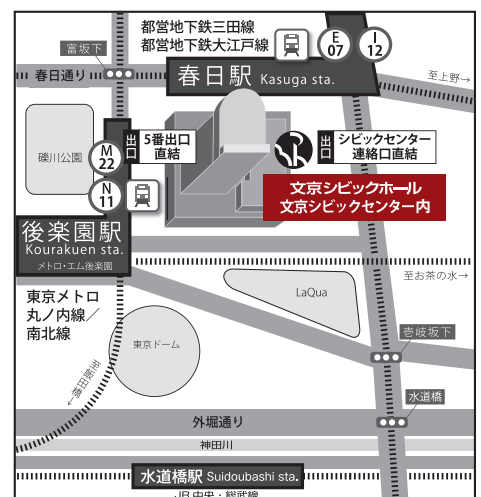 都営地下鉄三田線
都営地下鉄大江戸線
E
07
I
12
富坂下
春日通り
春日駅 Kasuga sta.
至上野→
礫川公園
M
22
出口
5番出口
直結
出口
シビックセンター
連絡口直結
N
11
文京シビックホール
文京シビックセンター内
後楽園駅
Kourakuen sta.
メトロ・エム後楽園
至お茶の水→
東京メトロ
丸ノ内線／
南北線
LaQua
東京ドーム
壱岐坂下
至飯田橋→
水道橋
外堀通り
神田川
水道橋駅 Suidoubashi sta.
JR 中央・総武線